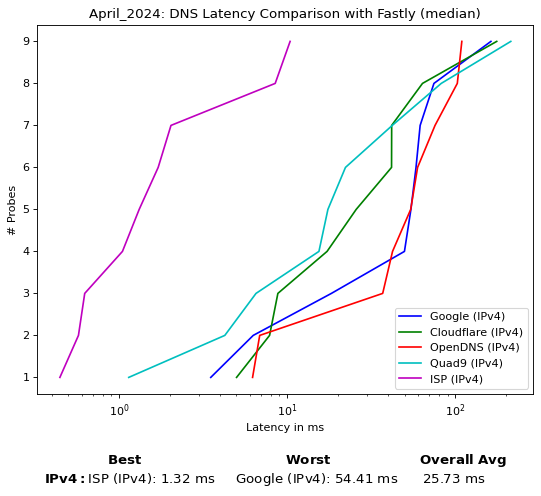 April_2024: DNS Latency Comparison with Fastly (median)
9
8
7
6
5
4
3
2
1
# Probes
Google (IPv4)
Cloudflare (IPv4)
OpenDNS (IPv4)
Quad9 (IPv4)
ISP (IPv4)
10⁰ 10¹ 10²
Latency in ms
Best Worst Overall Avg
IPv4: ISP (IPv4): 1.32 ms Google (IPv4): 54.41 ms 25.73 ms